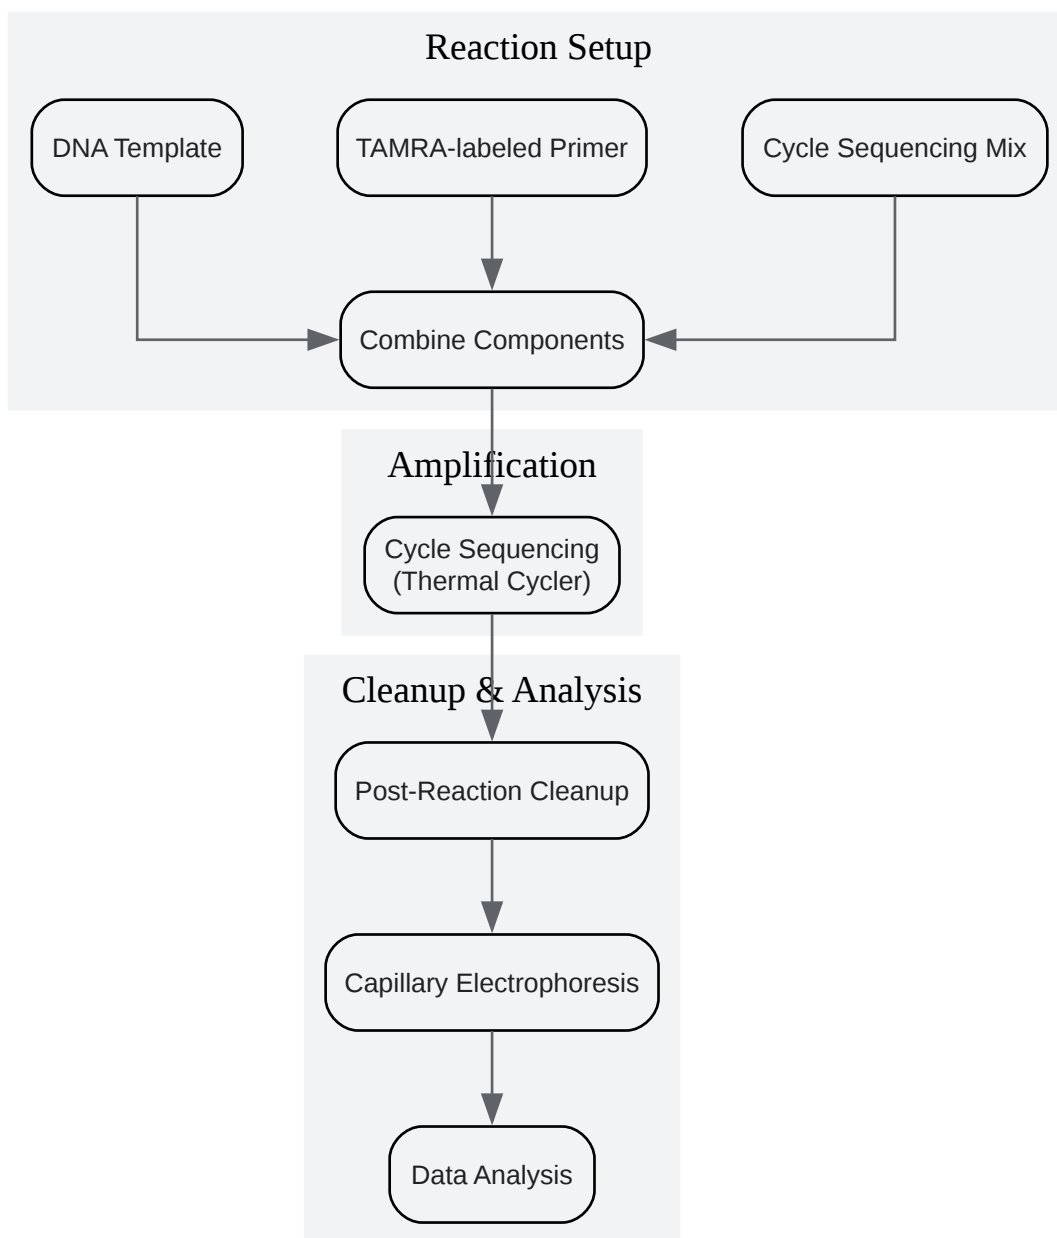 Reaction Setup
DNA Template
TAMRA-labeled Primer
Cycle Sequencing Mix
Combine Components
Amplification
Cycle Sequencing
(Thermal Cycler)
Cleanup & Analysis
Post-Reaction Cleanup
Capillary Electrophoresis
Data Analysis